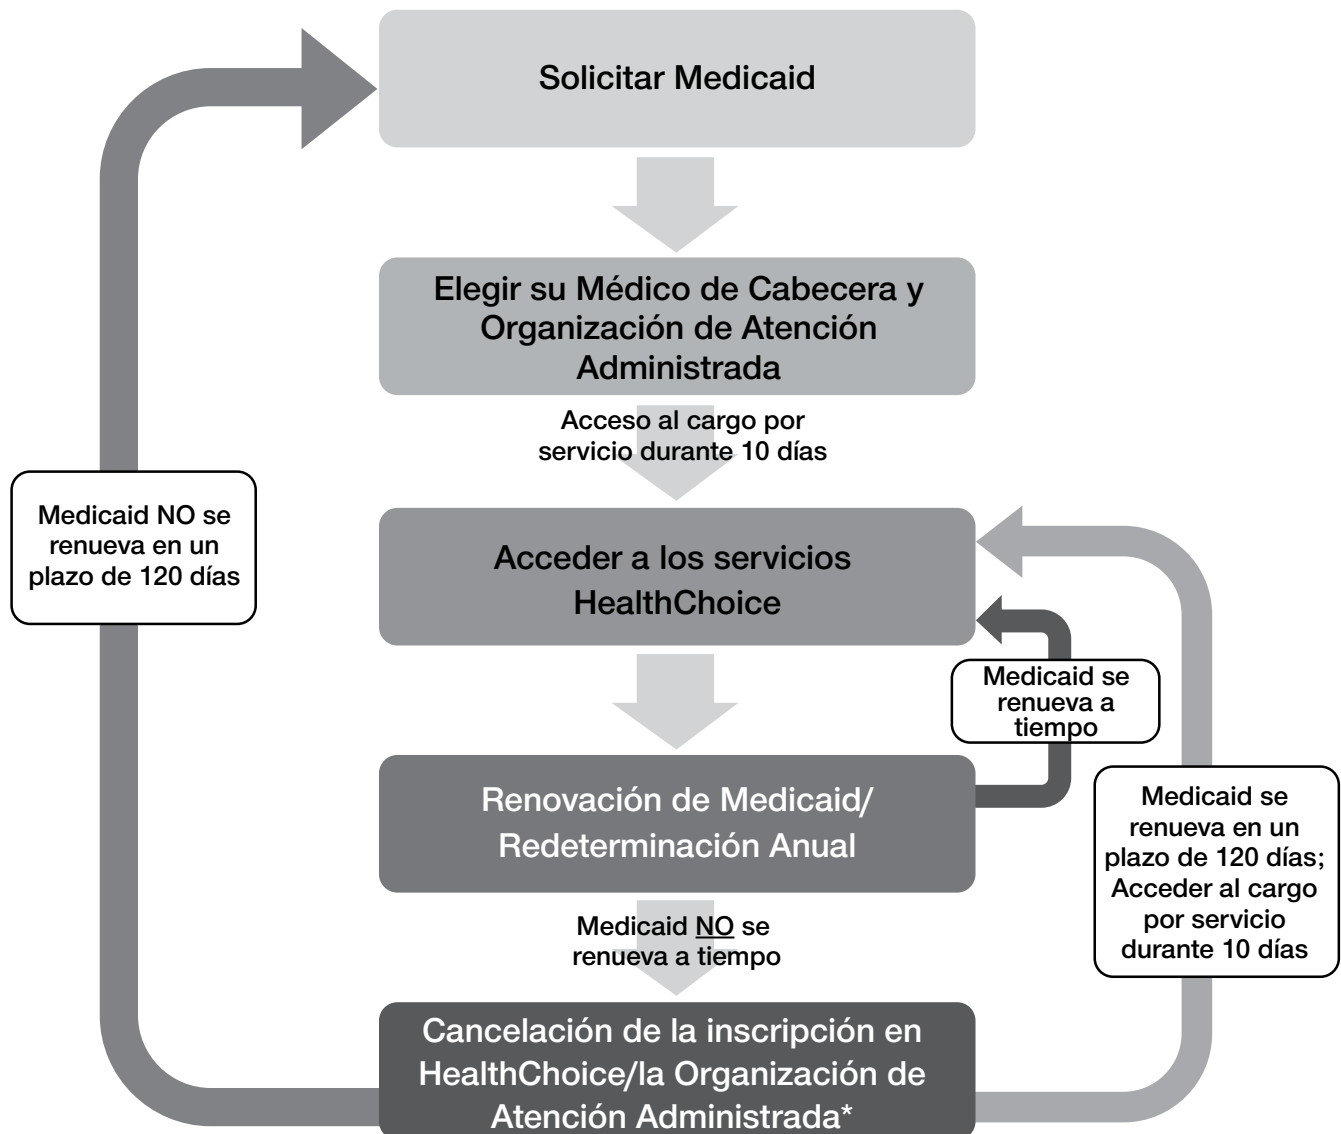 Solicitar Medicaid
Elegir su Médico de Cabecera y
Organización de Atención
Administrada
Acceso al cargo por
servicio durante 10 días
Medicaid NO se
renueva en un
plazo de 120 días
Acceder a los servicios
HealthChoice
Medicaid se
renueva a
tiempo
Renovación de Medicaid/
Redeterminación Anual
Medicaid se
renueva en un
plazo de 120 días;
Acceder al cargo
por servicio
durante 10 días
Medicaid NO se
renueva a tiempo
Cancelación de la inscripción en
HealthChoice/la Organización de
Atención Administrada*